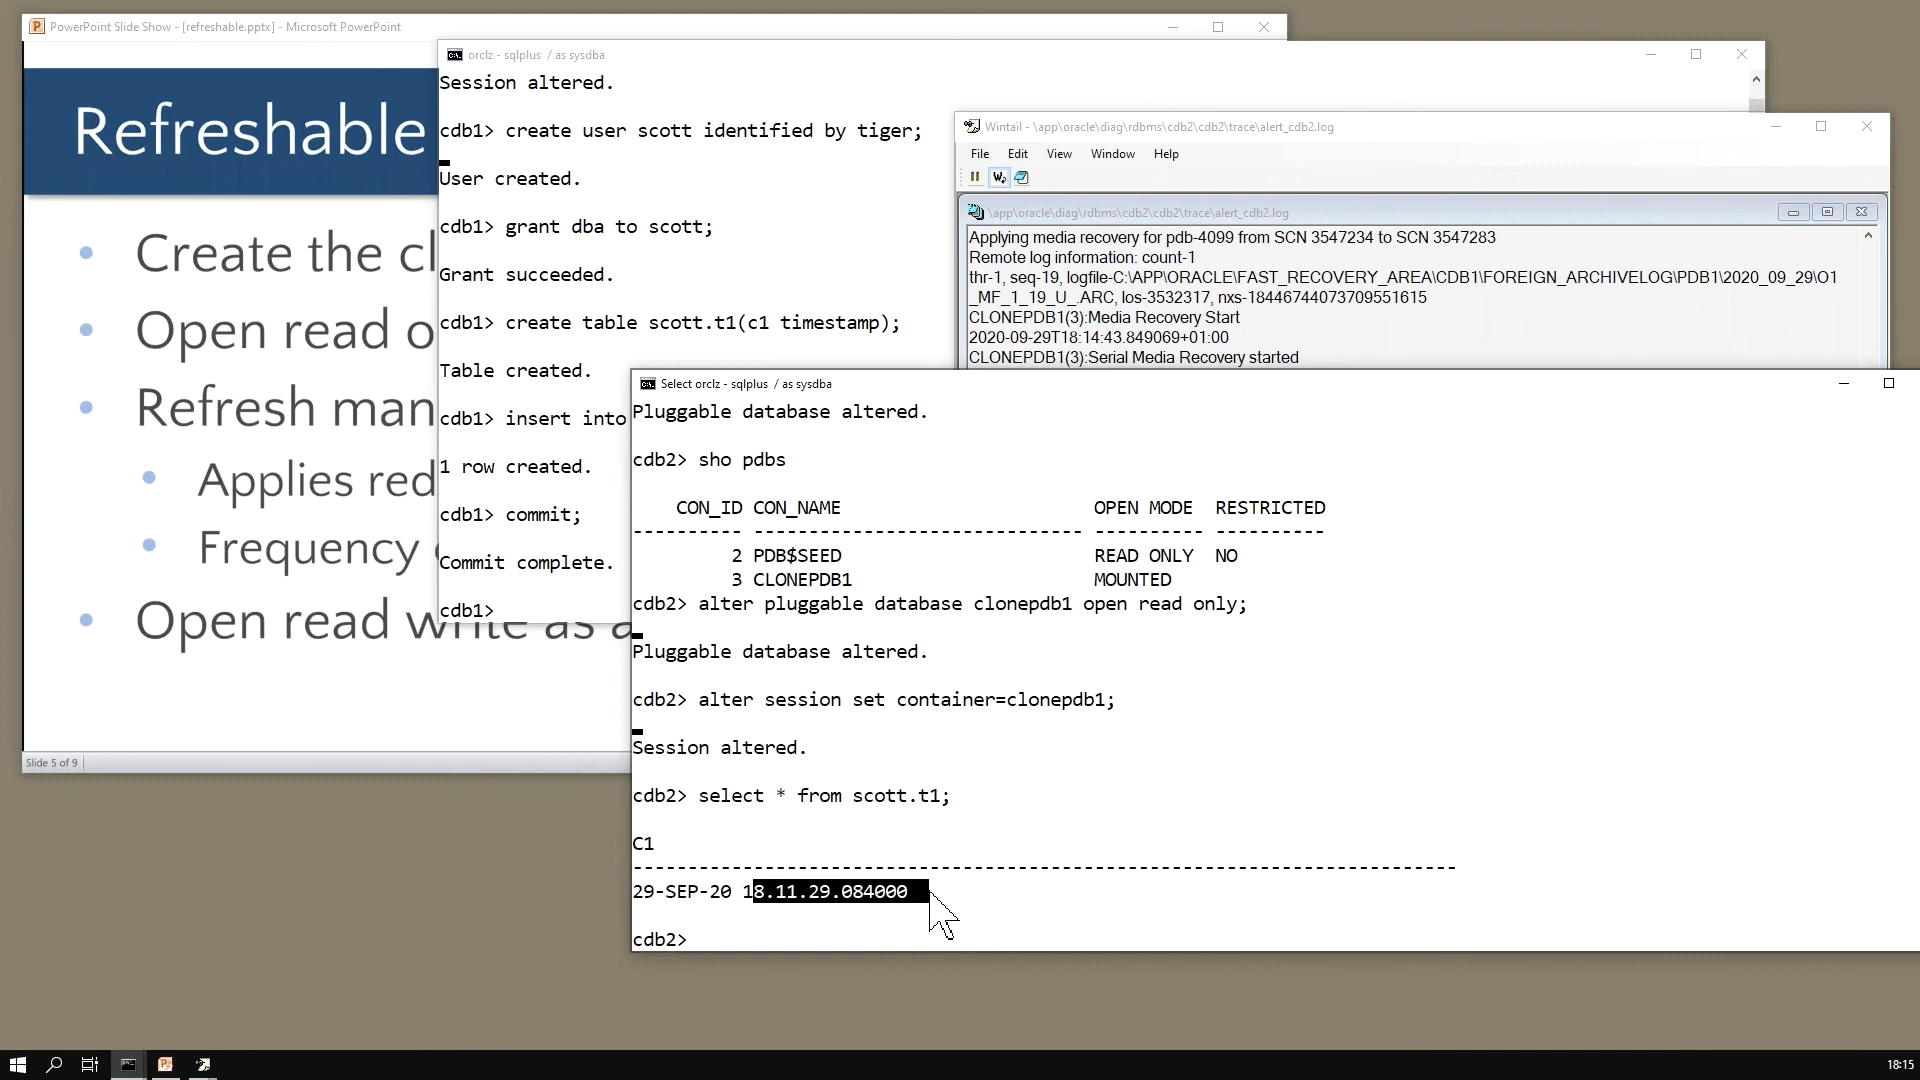 PowerPoint Slide Show - [refreshable.pptx] - Microsoft PowerPoint
Refreshable
Create the cl
Open read o
Refresh man
Applies red
Frequency
Open read write as a
Slide 5 of 9
orclz - sqlplus / as sysdba
Session altered.
cdb1> create user scott identified by tiger;
User created.
cdb1> grant dba to scott;
Grant succeeded.
cdb1> create table scott.t1(c1 timestamp);
Table created.
cdb1> insert into
1 row created.
cdb1> commit;
Commit complete.
cdb1>
Wintail - \app\oracle\diag\rdbms\cdb2\cdb2\trace\alert_cdb2.log
File Edit View Window Help
\app\oracle\diag\rdbms\cdb2\cdb2\trace\alert_cdb2.log
Applying media recovery for pdb-4099 from SCN 3547234 to SCN 3547283
Remote log information: count-1
thr-1, seq-19, logfile-C:\APP\ORACLE\FAST_RECOVERY_AREA\CDB1\FOREIGN_ARCHIVELOG\PDB1\2020_09_29\O1
_MF_1_19_U_.ARC, los-3532317, nxs-18446744073709551615
CLONEPDB1(3):Media Recovery Start
2020-09-29T18:14:43.849069+01:00
CLONEPDB1(3):Serial Media Recovery started
Select orclz - sqlplus / as sysdba
Pluggable database altered.
cdb2> sho pdbs
CON_ID CON_NAME OPEN MODE RESTRICTED
---------- ------------------------------ ---------- ----------
2 PDB$SEED READ ONLY NO
3 CLONEPDB1 MOUNTED
cdb2> alter pluggable database clonepdb1 open read only;
Pluggable database altered.
cdb2> alter session set container=clonepdb1;
Session altered.
cdb2> select * from scott.t1;
C1
---------------------------------------------------------------------------
29-SEP-20 18.11.29.084000
cdb2>
18:15